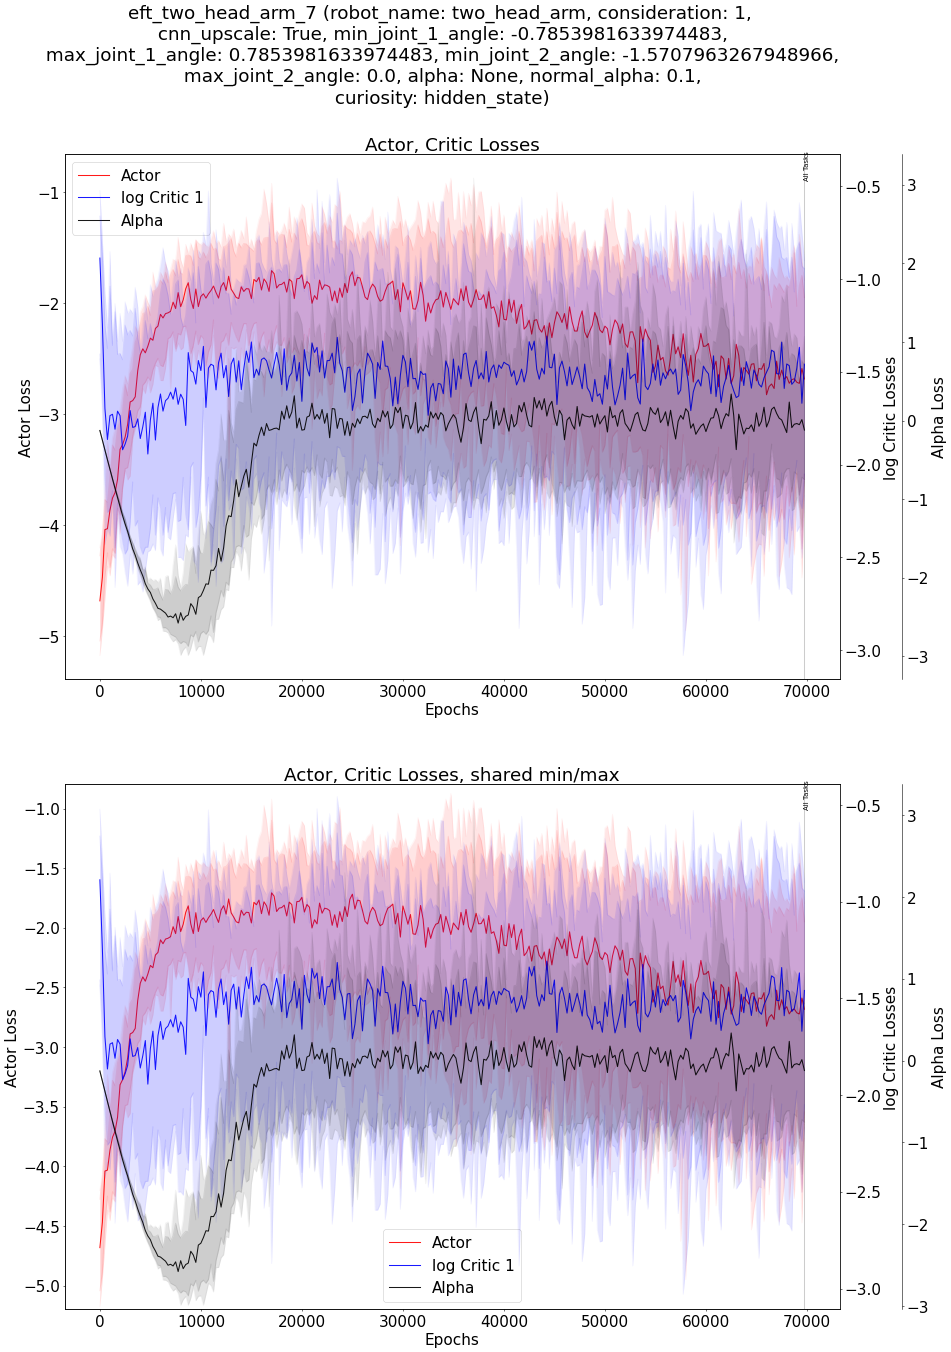 eft_two_head_arm_7 (robot_name: two_head_arm, consideration: 1,
cnn_upscale: True, min_joint_1_angle: -0.7853981633974483,
max_joint_1_angle: 0.7853981633974483, min_joint_2_angle: -1.5707963267948966,
max_joint_2_angle: 0.0, alpha: None, normal_alpha: 0.1,
curiosity: hidden_state)
Actor, Critic Losses
Actor
log Critic 1
Alpha
All Tasks
−1
−2
−3
−4
−5
Actor Loss
−0.5
−1.0
−1.5
−2.0
−2.5
−3.0
log Critic Losses
3
2
1
0
−1
−2
−3
Alpha Loss
0
10000
20000
30000
40000
50000
60000
70000
Epochs
Actor, Critic Losses, shared min/max
All Tasks
−1.0
−1.5
−2.0
−2.5
−3.0
−3.5
−4.0
−4.5
−5.0
Actor Loss
Actor
log Critic 1
Alpha
−0.5
−1.0
−1.5
−2.0
−2.5
−3.0
log Critic Losses
3
2
1
0
−1
−2
−3
Alpha Loss
0
10000
20000
30000
40000
50000
60000
70000
Epochs